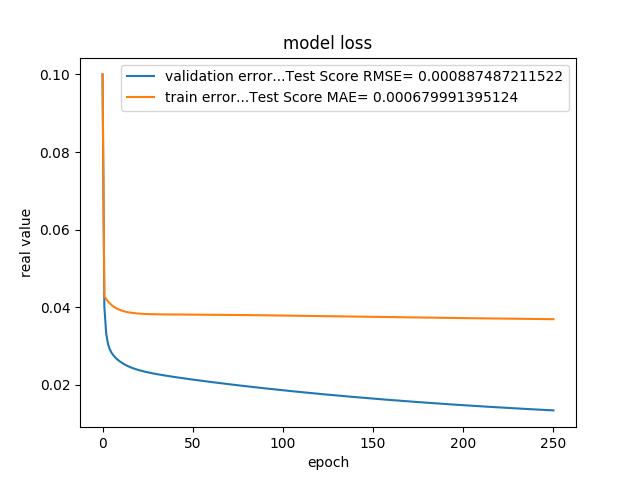 model loss
validation error...Test Score RMSE= 0.000887487211522
train error...Test Score MAE= 0.000679991395124
0.10
0.08
0.06
0.04
0.02
real value
0
50
100
150
200
250
epoch